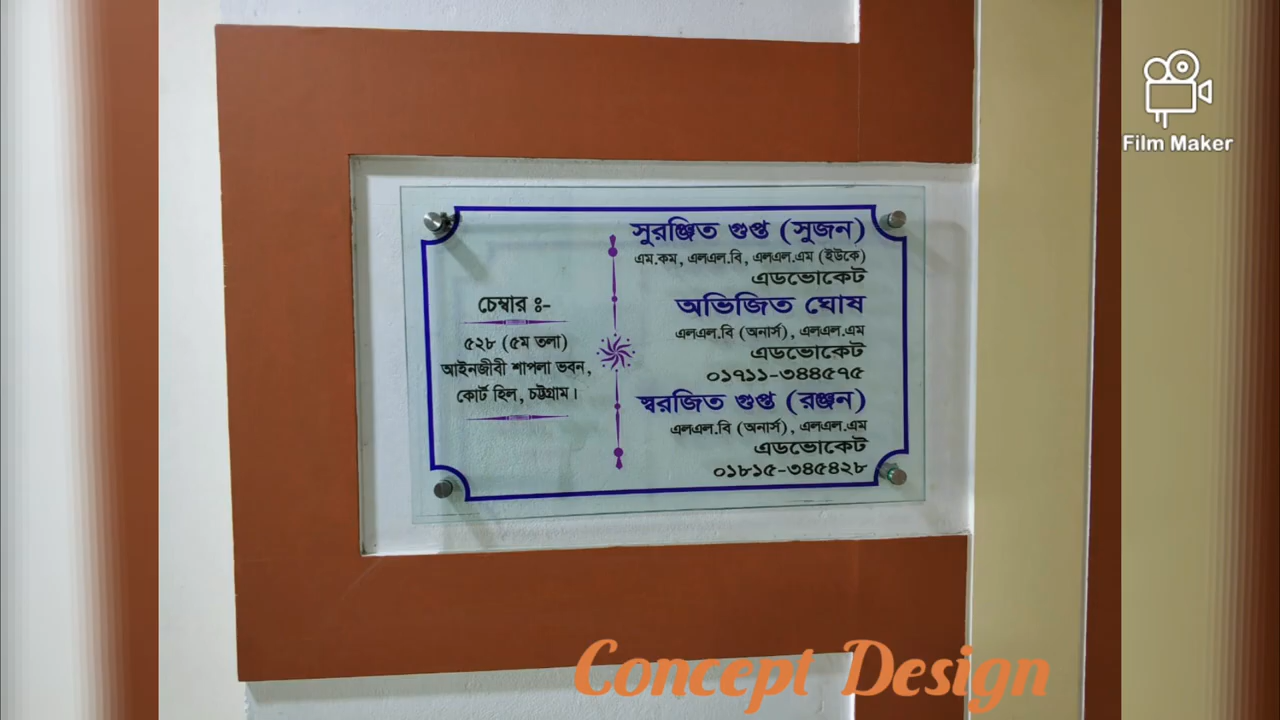 চেম্বার ঃ-
৫২৮ (৫ম তলা)
আইনজীবী শাপলা ভবন,
কোর্ট হিল, চট্টগ্রাম।
সুরঞ্জিত গুপ্ত (সুজন)
এম.কম, এলএল.বি, এলএল.এম (ইউকে)
এডভোকেট
অভিজিত ঘোষ
এলএল.বি (অনার্স), এলএল.এম
এডভোকেট
০১৭১১-৩৪৪৫৭৫
স্বরজিত গুপ্ত (রঞ্জন)
এলএল.বি (অনার্স), এলএল.এম
এডভোকেট
০১৮১৫-৩৪৫৪২৮
Film Maker
Concept Design